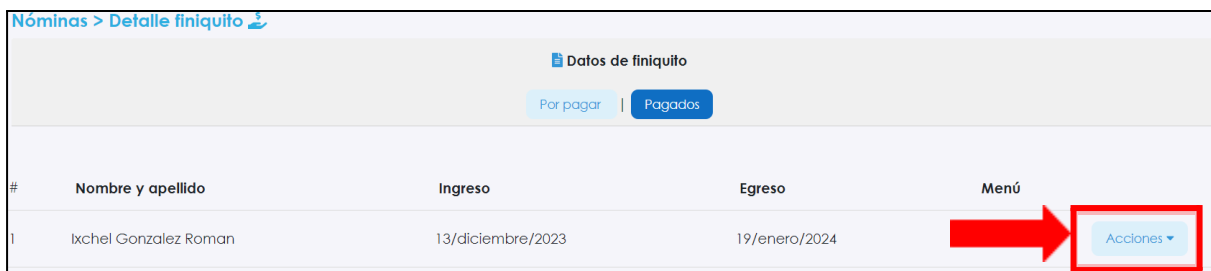 Nóminas > Detalle finiquito
Datos de finiquito
Por pagar | Pagados
# Nombre y apellido Ingreso Egreso Menú
1 Ixchel Gonzalez Roman 13/diciembre/2023 19/enero/2024 Acciones